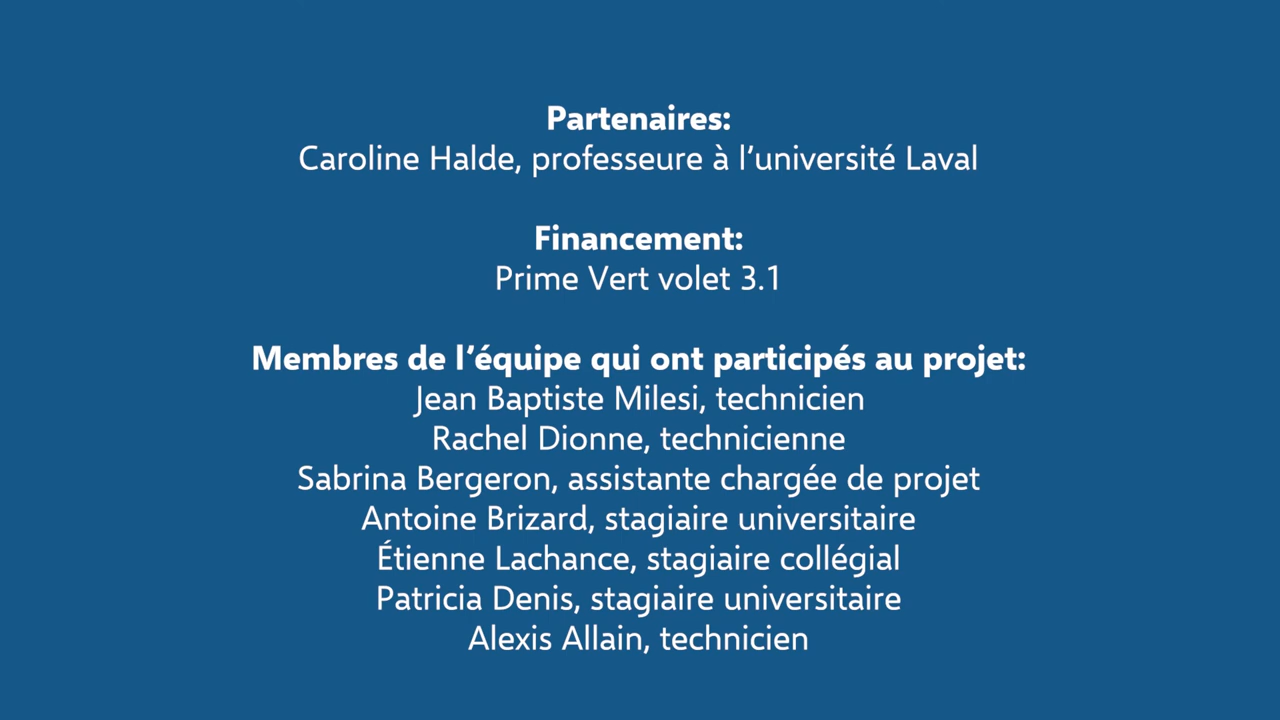 Partenaires:
Caroline Halde, professeure à l’université Laval
Financement:
Prime Vert volet 3.1
Membres de l’équipe qui ont participés au projet:
Jean Baptiste Milesi, technicien
Rachel Dionne, technicienne
Sabrina Bergeron, assistante chargée de projet
Antoine Brizard, stagiaire universitaire
Étienne Lachance, stagiaire collégial
Patricia Denis, stagiaire universitaire
Alexis Allain, technicien